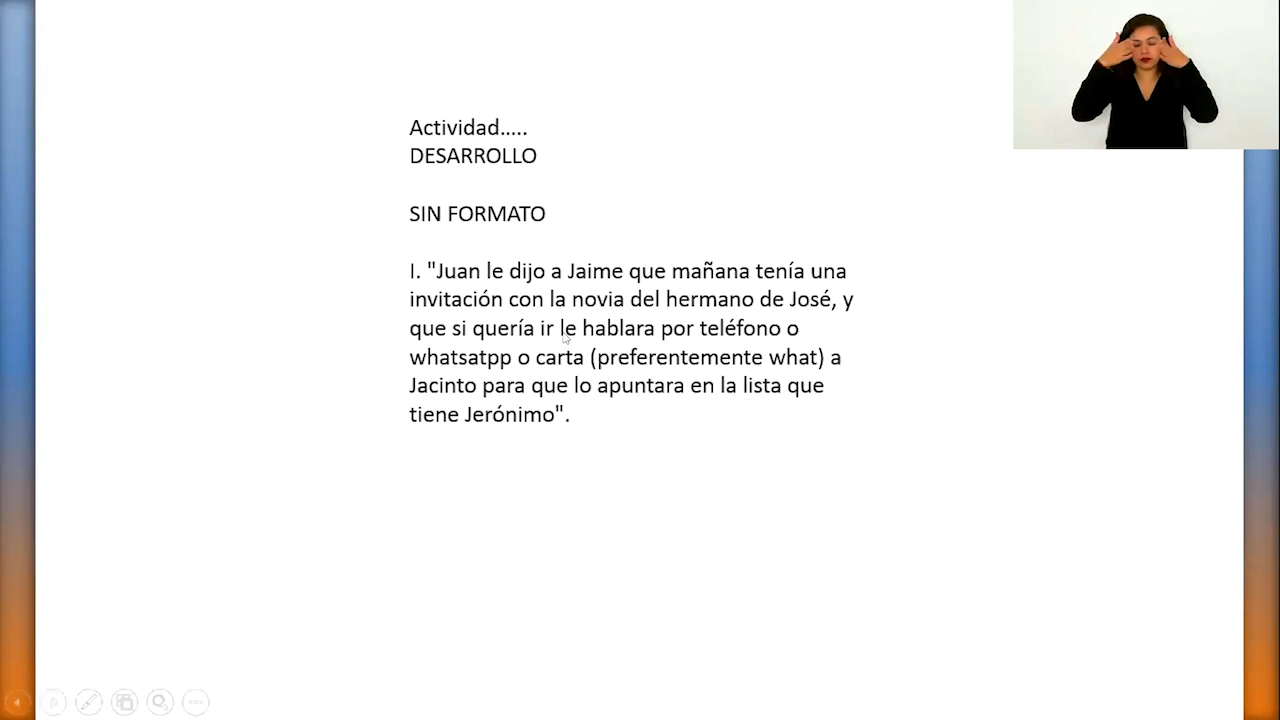 Actividad.....
DESARROLLO
SIN FORMATO
I. "Juan le dijo a Jaime que mañana tenía una
invitación con la novia del hermano de José, y
que si quería ir le hablara por teléfono o
whatsatpp o carta (preferentemente what) a
Jacinto para que lo apuntara en la lista que
tiene Jerónimo".